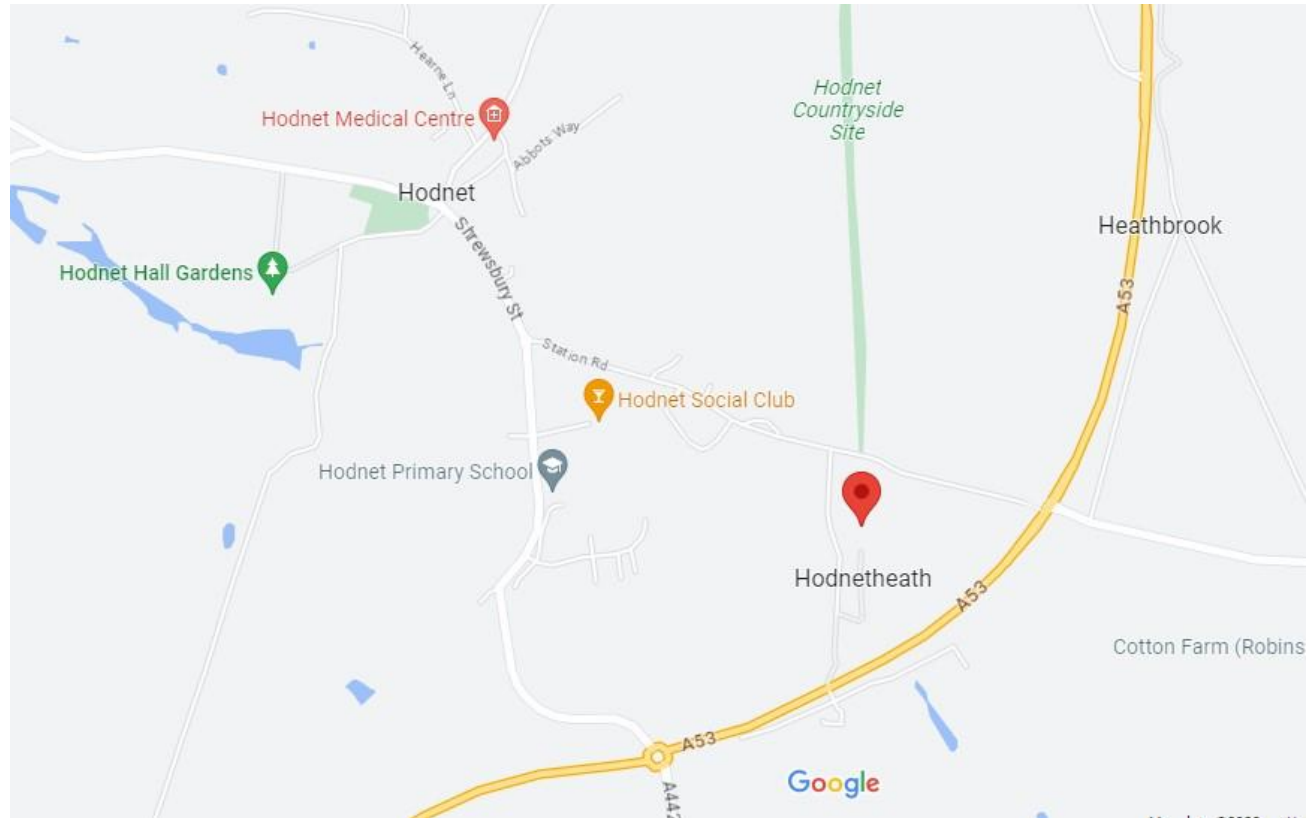 Hearne Ln
Hodnet
Countryside
Site
Hodnet Medical Centre
Abbots Way
Hodnet
Heathbrook
Shrewsbury St
Hodnet Hall Gardens
A53
Station Rd
Hodnet Social Club
Hodnet Primary School
Hodnetheath
A53
Cotton Farm (Robins
A53
Google
A442